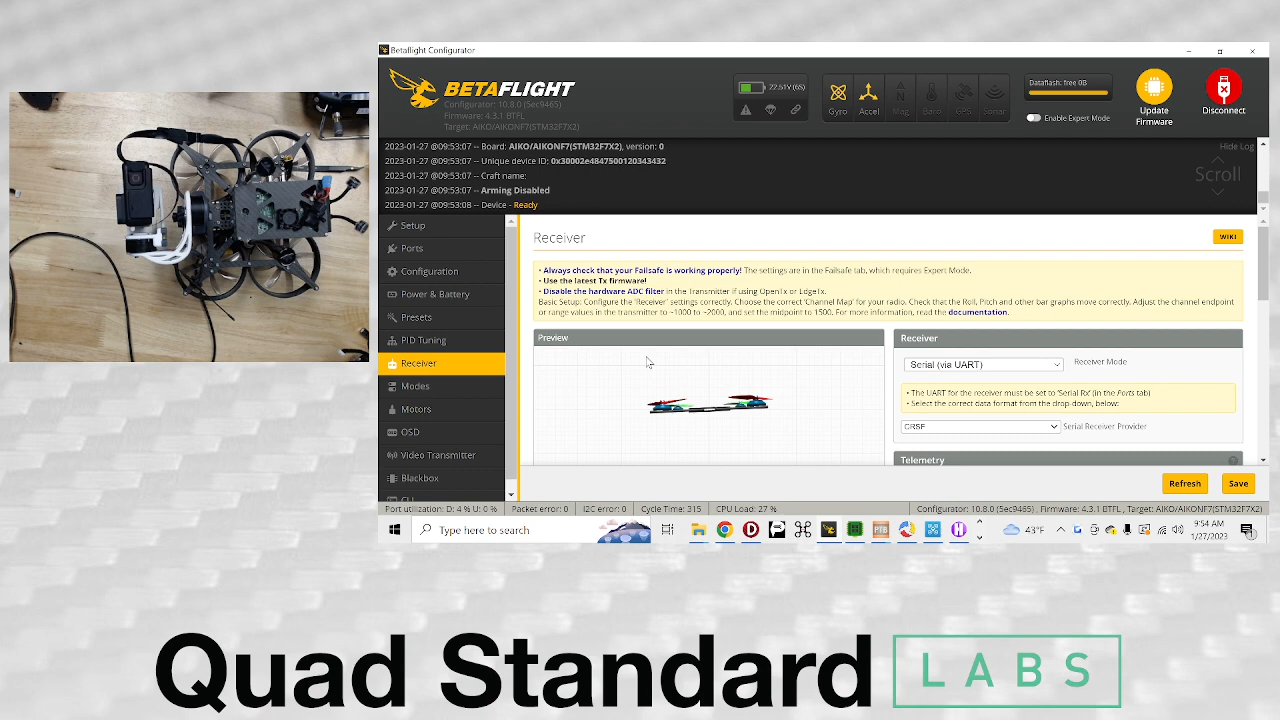 Betaflight Configurator
BETAFLIGHT
Configurator: 10.8.0 (5ec9465)
Firmware: 4.3.1 BTFL
Target: AIKO/AIKONF7(STM32F7X2)
22.51V (6S)
Gyro Accel Mag Baro GPS Sonar
Dataflash: free 0B
Enable Expert Mode
Update
Firmware
Disconnect
2023-01-27 @09:53:07 -- Board: AIKO/AIKONF7(STM32F7X2), version: 0
Hide Log
2023-01-27 @09:53:07 -- Unique device ID: 0x30002e4847500120343432
2023-01-27 @09:53:07 -- Craft name:
Scroll
2023-01-27 @09:53:07 -- Arming Disabled
2023-01-27 @09:53:08 -- Device - Ready
Setup
Ports
Configuration
Power & Battery
Presets
PID Tuning
Receiver
Modes
Motors
OSD
Video Transmitter
Blackbox
CLI
Receiver
WIKI
• Always check that your Failsafe is working properly! The settings are in the Failsafe tab, which requires Expert Mode.
• Use the latest Tx firmware!
• Disable the hardware ADC filter in the Transmitter if using OpenTx or EdgeTx.
Basic Setup: Configure the 'Receiver' settings correctly. Choose the correct 'Channel Map' for your radio. Check that the Roll, Pitch and other bar graphs move correctly. Adjust the channel endpoint
or range values in the transmitter to ~1000 to ~2000, and set the midpoint to 1500. For more information, read the documentation.
Preview
Receiver
Serial (via UART) Receiver Mode
• The UART for the receiver must be set to 'Serial Rx' (in the Ports tab)
• Select the correct data format from the drop-down, below:
CRSF Serial Receiver Provider
Telemetry
Refresh
Save
Port utilization: D: 4% U: 0% Packet error: 0 I2C error: 0 Cycle Time: 315 CPU Load: 27 % Configurator: 10.8.0 (5ec9465) , Firmware: 4.3.1 BTFL , Target: AIKO/AIKONF7(STM32F7X2)
Type here to search
PTB
43°F
9:54 AM
1/27/2023
Quad Standard LABS